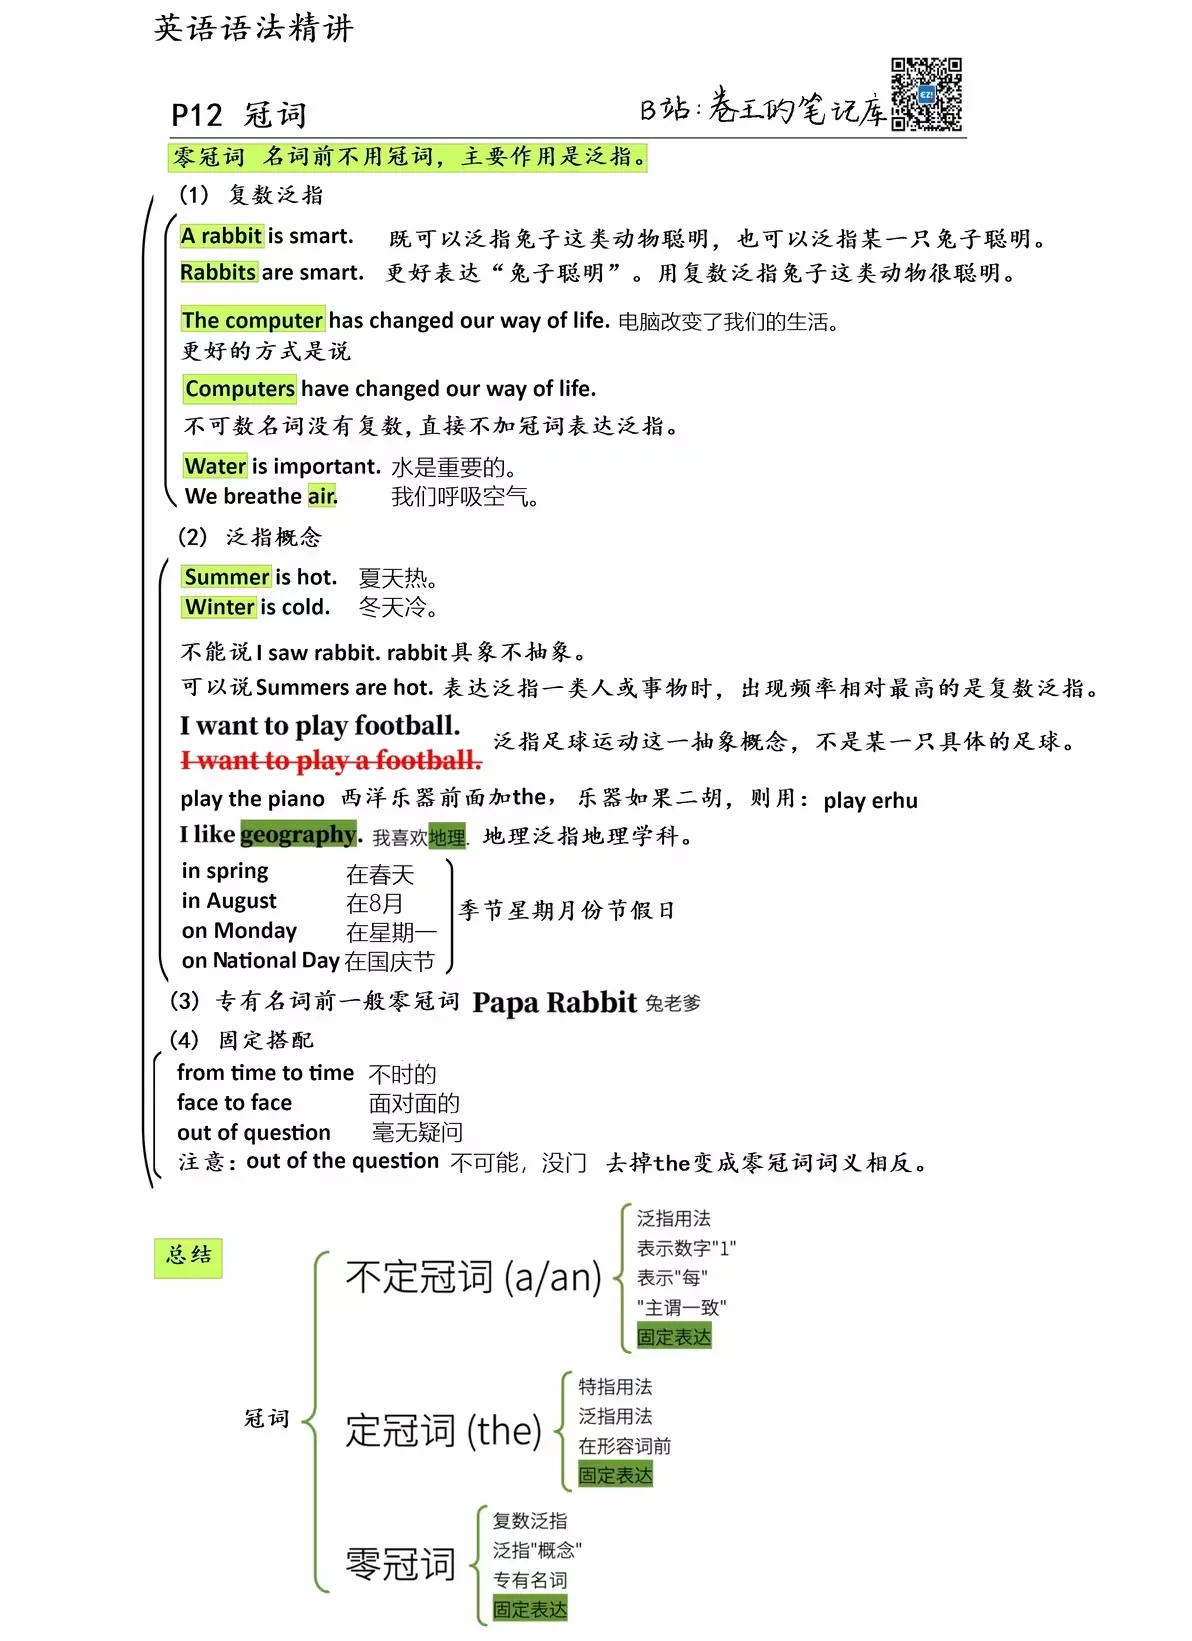 英语语法精讲
P12 冠词
B站:卷王的笔记库
EZ!
零冠词 名词前不用冠词，主要作用是泛指。
(1) 复数泛指
A rabbit is smart. 既可以泛指兔子这类动物聪明，也可以泛指某一只兔子聪明。
Rabbits are smart. 更好表达“兔子聪明”。用复数泛指兔子这类动物很聪明。
The computer has changed our way of life. 电脑改变了我们的生活。
更好的方式是说
Computers have changed our way of life.
不可数名词没有复数,直接不加冠词表达泛指。
Water is important. 水是重要的。
We breathe air. 我们呼吸空气。
(2) 泛指概念
Summer is hot. 夏天热。
Winter is cold. 冬天冷。
不能说I saw rabbit. rabbit具象不抽象。
可以说Summers are hot. 表达泛指一类人或事物时，出现频率相对最高的是复数泛指。
I want to play football.
I want to play a football.
泛指足球运动这一抽象概念，不是某一只具体的足球。
play the piano 西洋乐器前面加the，乐器如果二胡，则用：play erhu
I like geography. 我喜欢地理. 地理泛指地理学科。
in spring 在春天
in August 在8月
on Monday 在星期一
on National Day 在国庆节
季节星期月份节假日
(3) 专有名词前一般零冠词 Papa Rabbit 兔老爹
(4) 固定搭配
from time to time 不时的
face to face 面对面的
out of question 毫无疑问
注意：out of the question 不可能，没门 去掉the变成零冠词词义相反。
总结
冠词
不定冠词 (a/an)
泛指用法
表示数字"1"
表示"每"
"主谓一致"
固定表达
定冠词 (the)
特指用法
泛指用法
在形容词前
固定表达
零冠词
复数泛指
泛指"概念"
专有名词
固定表达